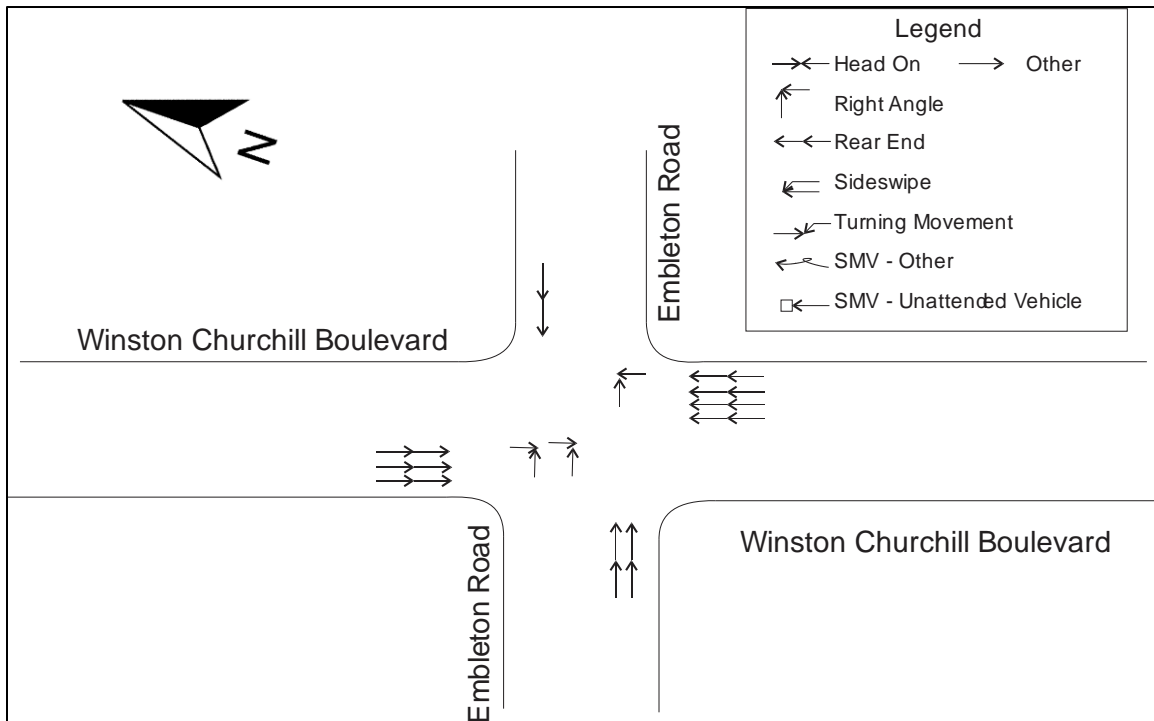 Legend
Head On
Other
Right Angle
Rear End
Sideswipe
Turning Movement
SMV - Other
SMV - Unattended Vehicle
N
Embleton Road
Winston Churchill Boulevard
Embleton Road
Winston Churchill Boulevard